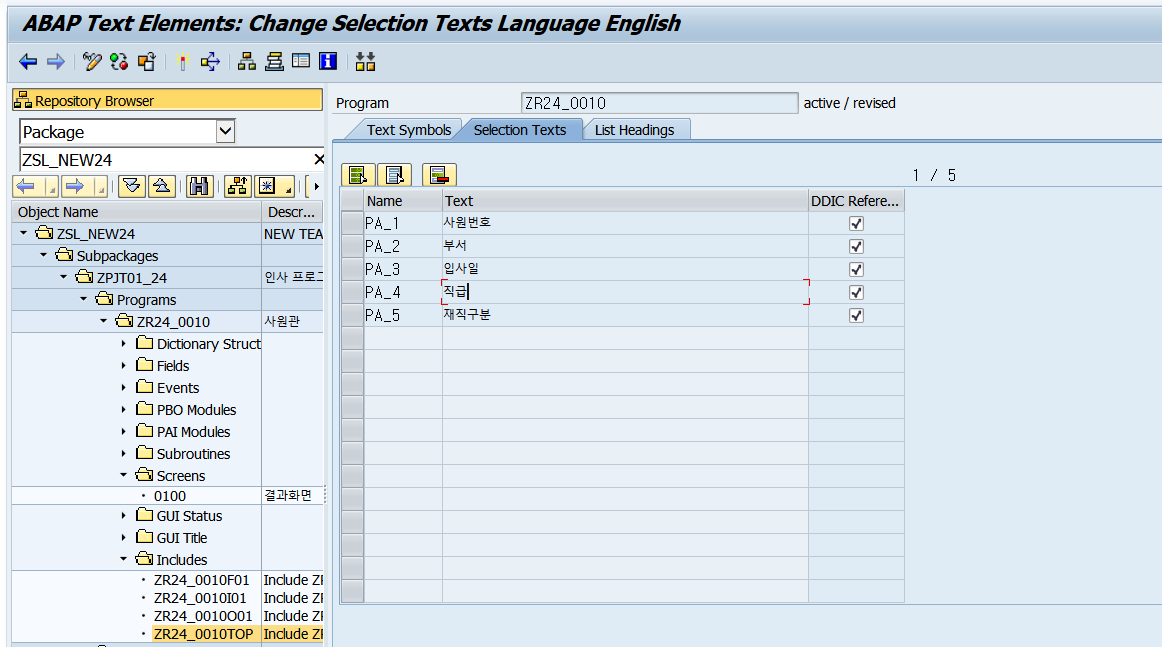 ABAP Text Elements: Change Selection Texts Language English
Repository Browser
Package
ZSL_NEW24
Object Name Descr...
ZSL_NEW24 NEW TEA
Subpackages
ZPJT01_24 인사 프로그
Programs
ZR24_0010 사원관
Dictionary Struct
Fields
Events
PBO Modules
PAI Modules
Subroutines
Screens
0100 결과화면
GUI Status
GUI Title
Includes
ZR24_0010F01 Include ZF
ZR24_0010I01 Include ZF
ZR24_0010O01 Include ZF
ZR24_0010TOP Include ZF
Program ZR24_0010 active / revised
Text Symbols Selection Texts List Headings
1 / 5
Name Text DDIC Refere...
PA_1 사원번호
PA_2 부서
PA_3 입사일
PA_4 직급
PA_5 재직구분